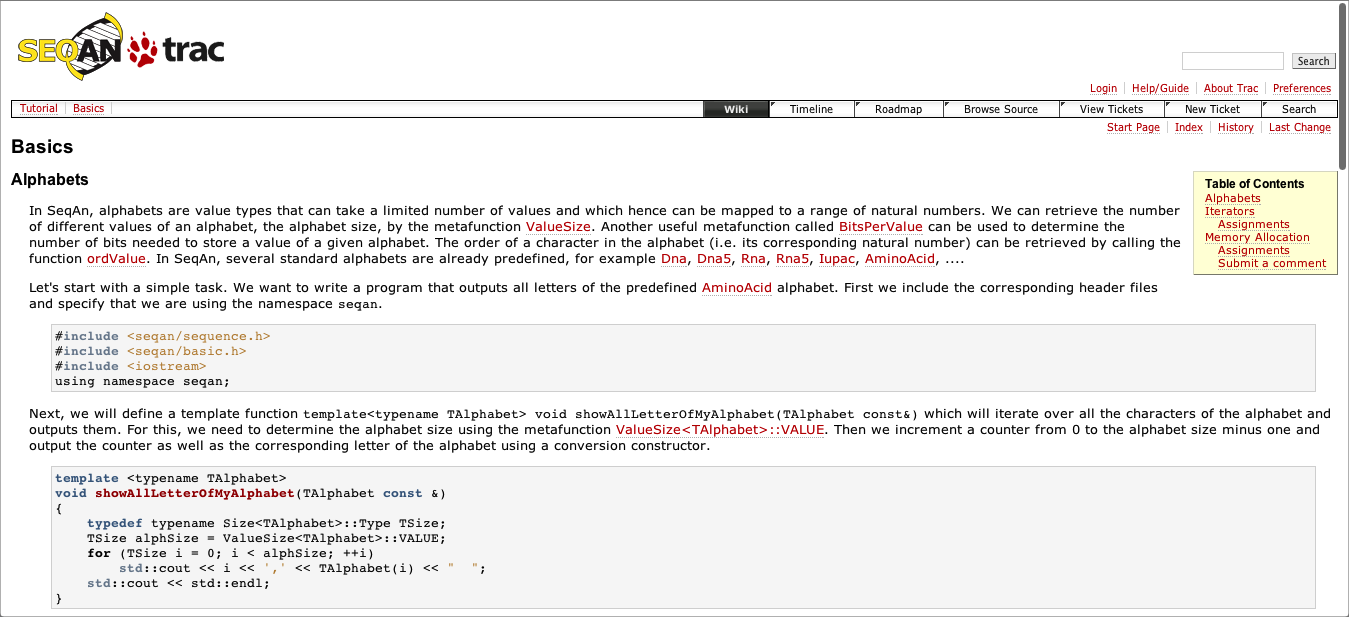 SEQAN trac
Search
Login Help/Guide About Trac Preferences
Tutorial Basics Wiki Timeline Roadmap Browse Source View Tickets New Ticket Search
Start Page Index History Last Change
Basics
Alphabets
Table of Contents
Alphabets
Iterators
Assignments
Memory Allocation
Assignments
Submit a comment
In SeqAn, alphabets are value types that can take a limited number of values and which hence can be mapped to a range of natural numbers. We can retrieve the number
of different values of an alphabet, the alphabet size, by the metafunction ValueSize. Another useful metafunction called BitsPerValue can be used to determine the
number of bits needed to store a value of a given alphabet. The order of a character in the alphabet (i.e. its corresponding natural number) can be retrieved by calling the
function ordValue. In SeqAn, several standard alphabets are already predefined, for example Dna, Dna5, Rna, Rna5, Iupac, AminoAcid, ....
Let's start with a simple task. We want to write a program that outputs all letters of the predefined AminoAcid alphabet. First we include the corresponding header files
and specify that we are using the namespace seqan.
#include <seqan/sequence.h>
#include <seqan/basic.h>
#include <iostream>
using namespace seqan;
Next, we will define a template function template<typename TAlphabet> void showAllLetterOfMyAlphabet(TAlphabet const&) which will iterate over all the characters of the alphabet and
outputs them. For this, we need to determine the alphabet size using the metafunction ValueSize<TAlphabet>::VALUE. Then we increment a counter from 0 to the alphabet size minus one and
output the counter as well as the corresponding letter of the alphabet using a conversion constructor.
template <typename TAlphabet>
void showAllLetterOfMyAlphabet(TAlphabet const &)
{
    typedef typename Size<TAlphabet>::Type TSize;
    TSize alphSize = ValueSize<TAlphabet>::VALUE;
    for (TSize i = 0; i < alphSize; ++i)
        std::cout << i << ',' << TAlphabet(i) << "  ";
    std::cout << std::endl;
}